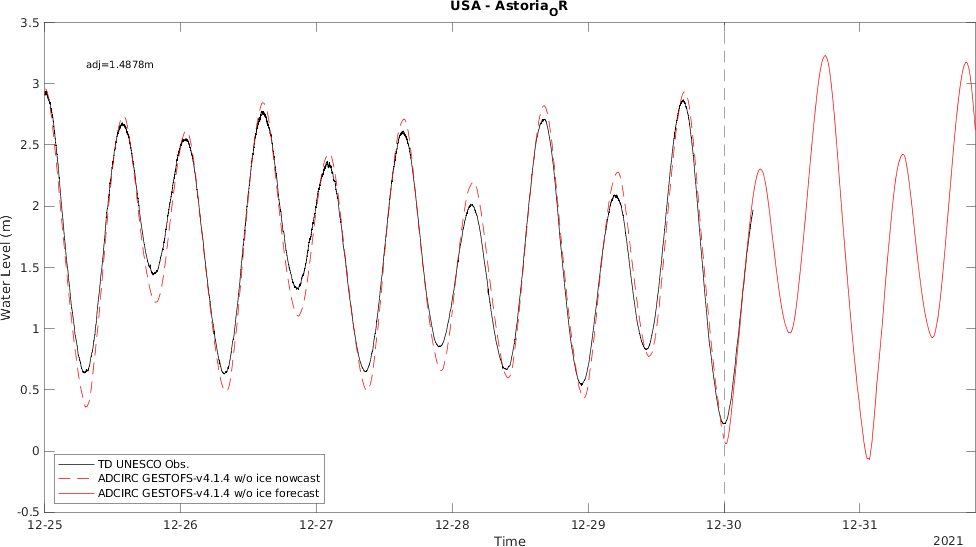 USA - Astoria_OR
adj=1.4878m
3.5
3
2.5
2
1.5
1
0.5
0
-0.5
Water Level (m)
TD UNESCO Obs.
ADCIRC GESTOFS-v4.1.4 w/o ice nowcast
ADCIRC GESTOFS-v4.1.4 w/o ice forecast
12-25 12-26 12-27 12-28 12-29 12-30 12-31
Time
2021